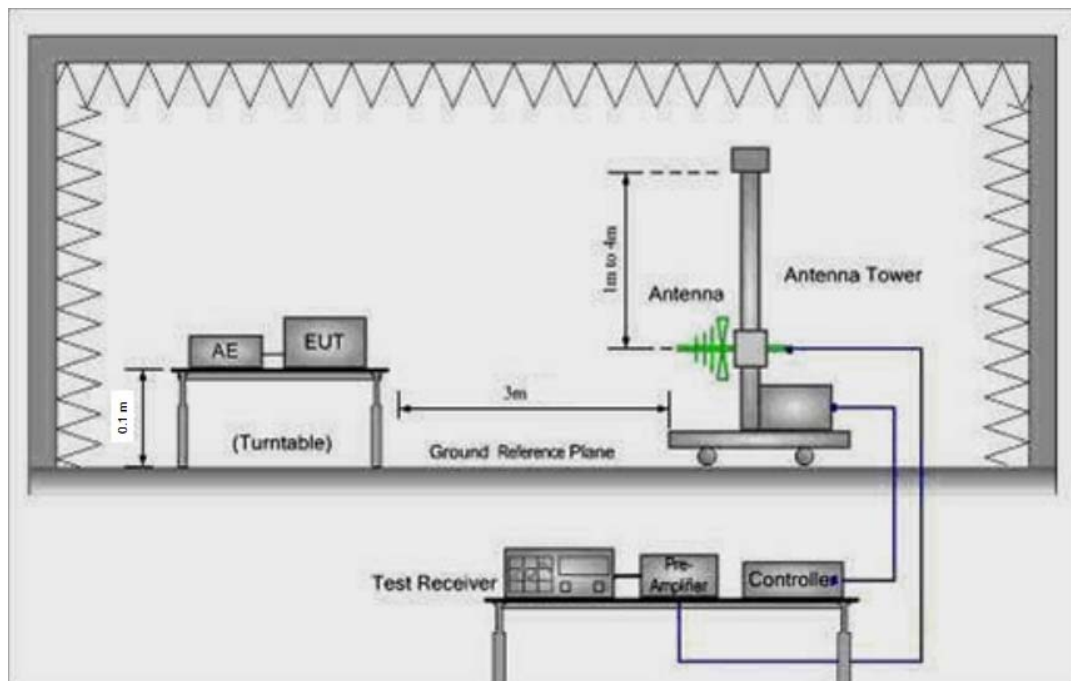 1m to 4m
Antenna
Antenna Tower
AE
EUT
0.1 m
3m
(Turntable)
Ground Reference Plane
Test Receiver
Pre-
Amplifier
Controller